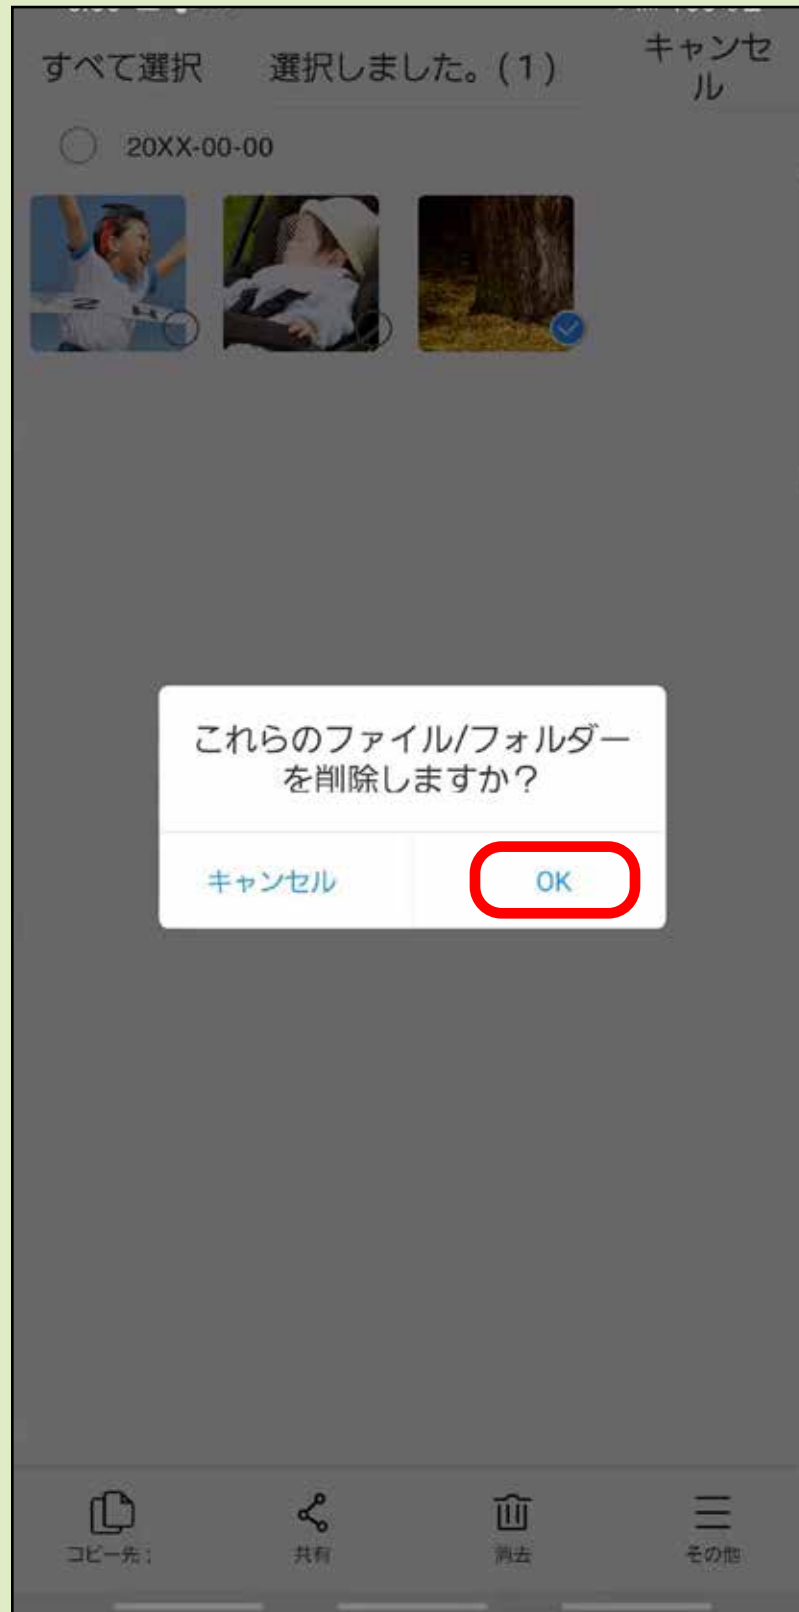 すべて選択
選択しました。(1)
キャンセ
ル
20XX-00-00
これらのファイル/フォルダー
を削除しますか?
キャンセル
OK
コピー先:
共有
消去
その他